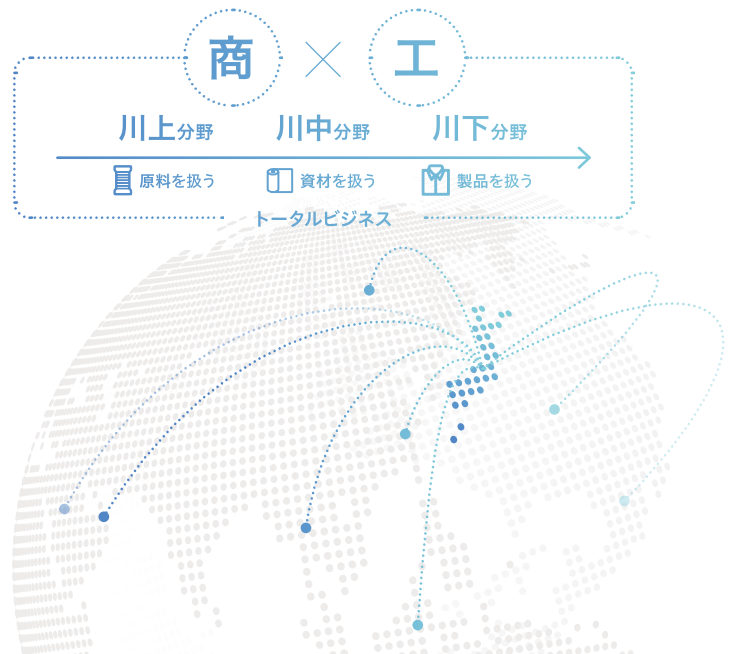 商 × 工
川上分野 川中分野 川下分野
原料を扱う 資材を扱う 製品を扱う
トータルビジネス